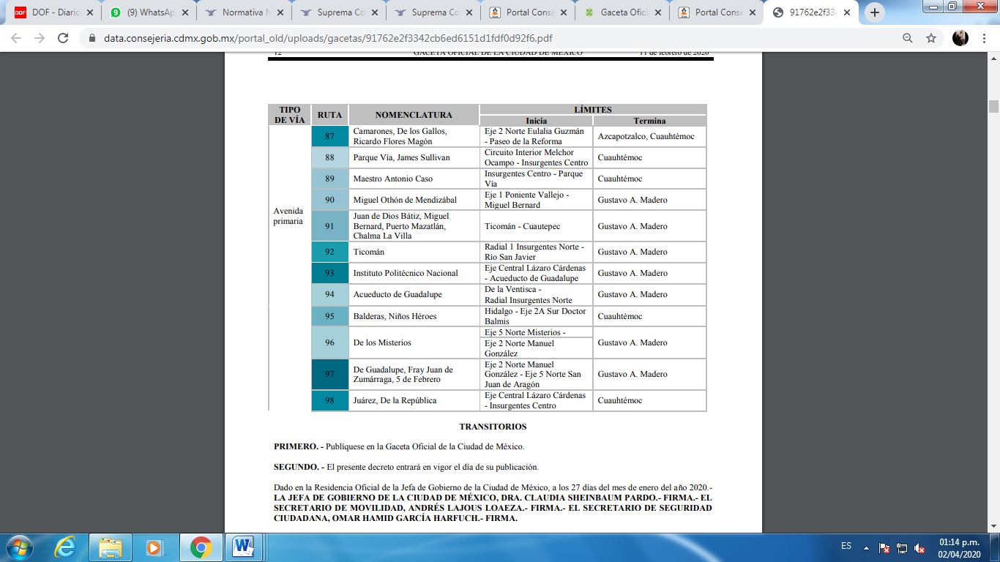 DOF - Diario
(9) WhatsAp
Normativa N
Suprema Co
Suprema Co
Portal Conse
Gaceta Ofici
Portal Conse
91762e2f334
data.consejeria.cdmx.gob.mx/portal_old/uploads/gacetas/91762e2f3342cb6ed6151d1fdf0d92f6.pdf
12 GACETA OFICIAL DE LA CIUDAD DE MÉXICO 11 de febrero de 2020
TIPO DE VÍA RUTA NOMENCLATURA LÍMITES
Inicia Termina
Avenida primaria
87 Camarones, De los Gallos, Ricardo Flores Magón Eje 2 Norte Eulalia Guzmán - Paseo de la Reforma Azcapotzalco, Cuauhtémoc
88 Parque Vía, James Sullivan Circuito Interior Melchor Ocampo - Insurgentes Centro Cuauhtémoc
89 Maestro Antonio Caso Insurgentes Centro - Parque Vía Cuauhtémoc
90 Miguel Othón de Mendizábal Eje 1 Poniente Vallejo - Miguel Bernard Gustavo A. Madero
91 Juan de Dios Bátiz, Miguel Bernard, Puerto Mazatlán, Chalma La Villa Ticomán - Cuautepec Gustavo A. Madero
92 Ticomán Radial 1 Insurgentes Norte - Río San Javier Gustavo A. Madero
93 Instituto Politécnico Nacional Eje Central Lázaro Cárdenas - Acueducto de Guadalupe Gustavo A. Madero
94 Acueducto de Guadalupe De la Ventisca - Radial Insurgentes Norte Gustavo A. Madero
95 Balderas, Niños Héroes Hidalgo - Eje 2A Sur Doctor Balmis Cuauhtémoc
96 De los Misterios Eje 5 Norte Misterios - Eje 2 Norte Manuel González Gustavo A. Madero
97 De Guadalupe, Fray Juan de Zumárraga, 5 de Febrero Eje 2 Norte Manuel González - Eje 5 Norte San Juan de Aragón Gustavo A. Madero
98 Juárez, De la República Eje Central Lázaro Cárdenas - Insurgentes Centro Cuauhtémoc
TRANSITORIOS
PRIMERO. - Publíquese en la Gaceta Oficial de la Ciudad de México.
SEGUNDO. - El presente decreto entrará en vigor el día de su publicación.
Dado en la Residencia Oficial de la Jefa de Gobierno de la Ciudad de México, a los 27 días del mes de enero del año 2020.-
LA JEFA DE GOBIERNO DE LA CIUDAD DE MÉXICO, DRA. CLAUDIA SHEINBAUM PARDO.- FIRMA.- EL
SECRETARIO DE MOVILIDAD, ANDRÉS LAJOUS LOAEZA.- FIRMA.- EL SECRETARIO DE SEGURIDAD
CIUDADANA, OMAR HAMID GARCÍA HARFUCH.- FIRMA.
ES
01:14 p.m.
02/04/2020